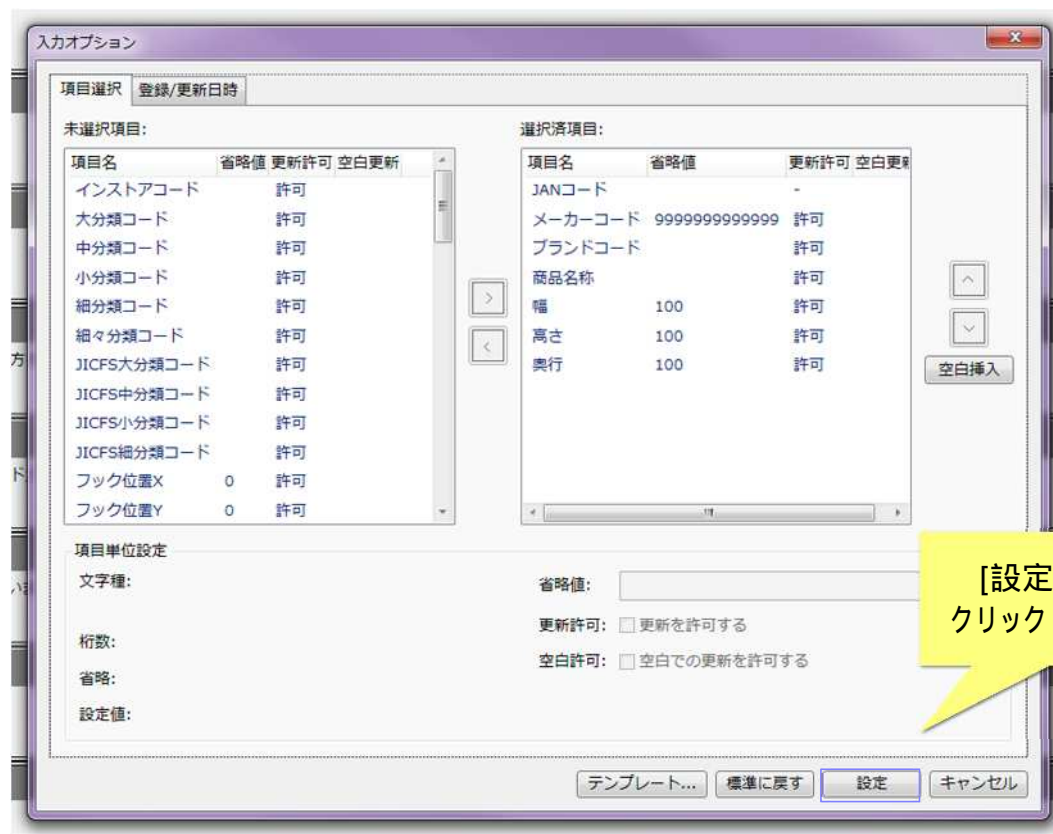 入力オプション
項目選択 登録/更新日時
未選択項目:
項目名 省略値 更新許可 空白更新
インストアコード 許可
大分類コード 許可
中分類コード 許可
小分類コード 許可
細分類コード 許可
細々分類コード 許可
JICFS大分類コード 許可
JICFS中分類コード 許可
JICFS小分類コード 許可
JICFS細分類コード 許可
フック位置X 0 許可
フック位置Y 0 許可
選択済項目:
項目名 省略値 更新許可 空白更新
JANコード -
メーカーコード 9999999999999 許可
ブランドコード 許可
商品名称 許可
幅 100 許可
高さ 100 許可
奥行 100 許可
空白挿入
項目単位設定
文字種:
桁数:
省略:
設定値:
省略値:
更新許可: 更新を許可する
空白許可: 空白での更新を許可する
[設定
クリック
テンプレート... 標準に戻す 設定 キャンセル